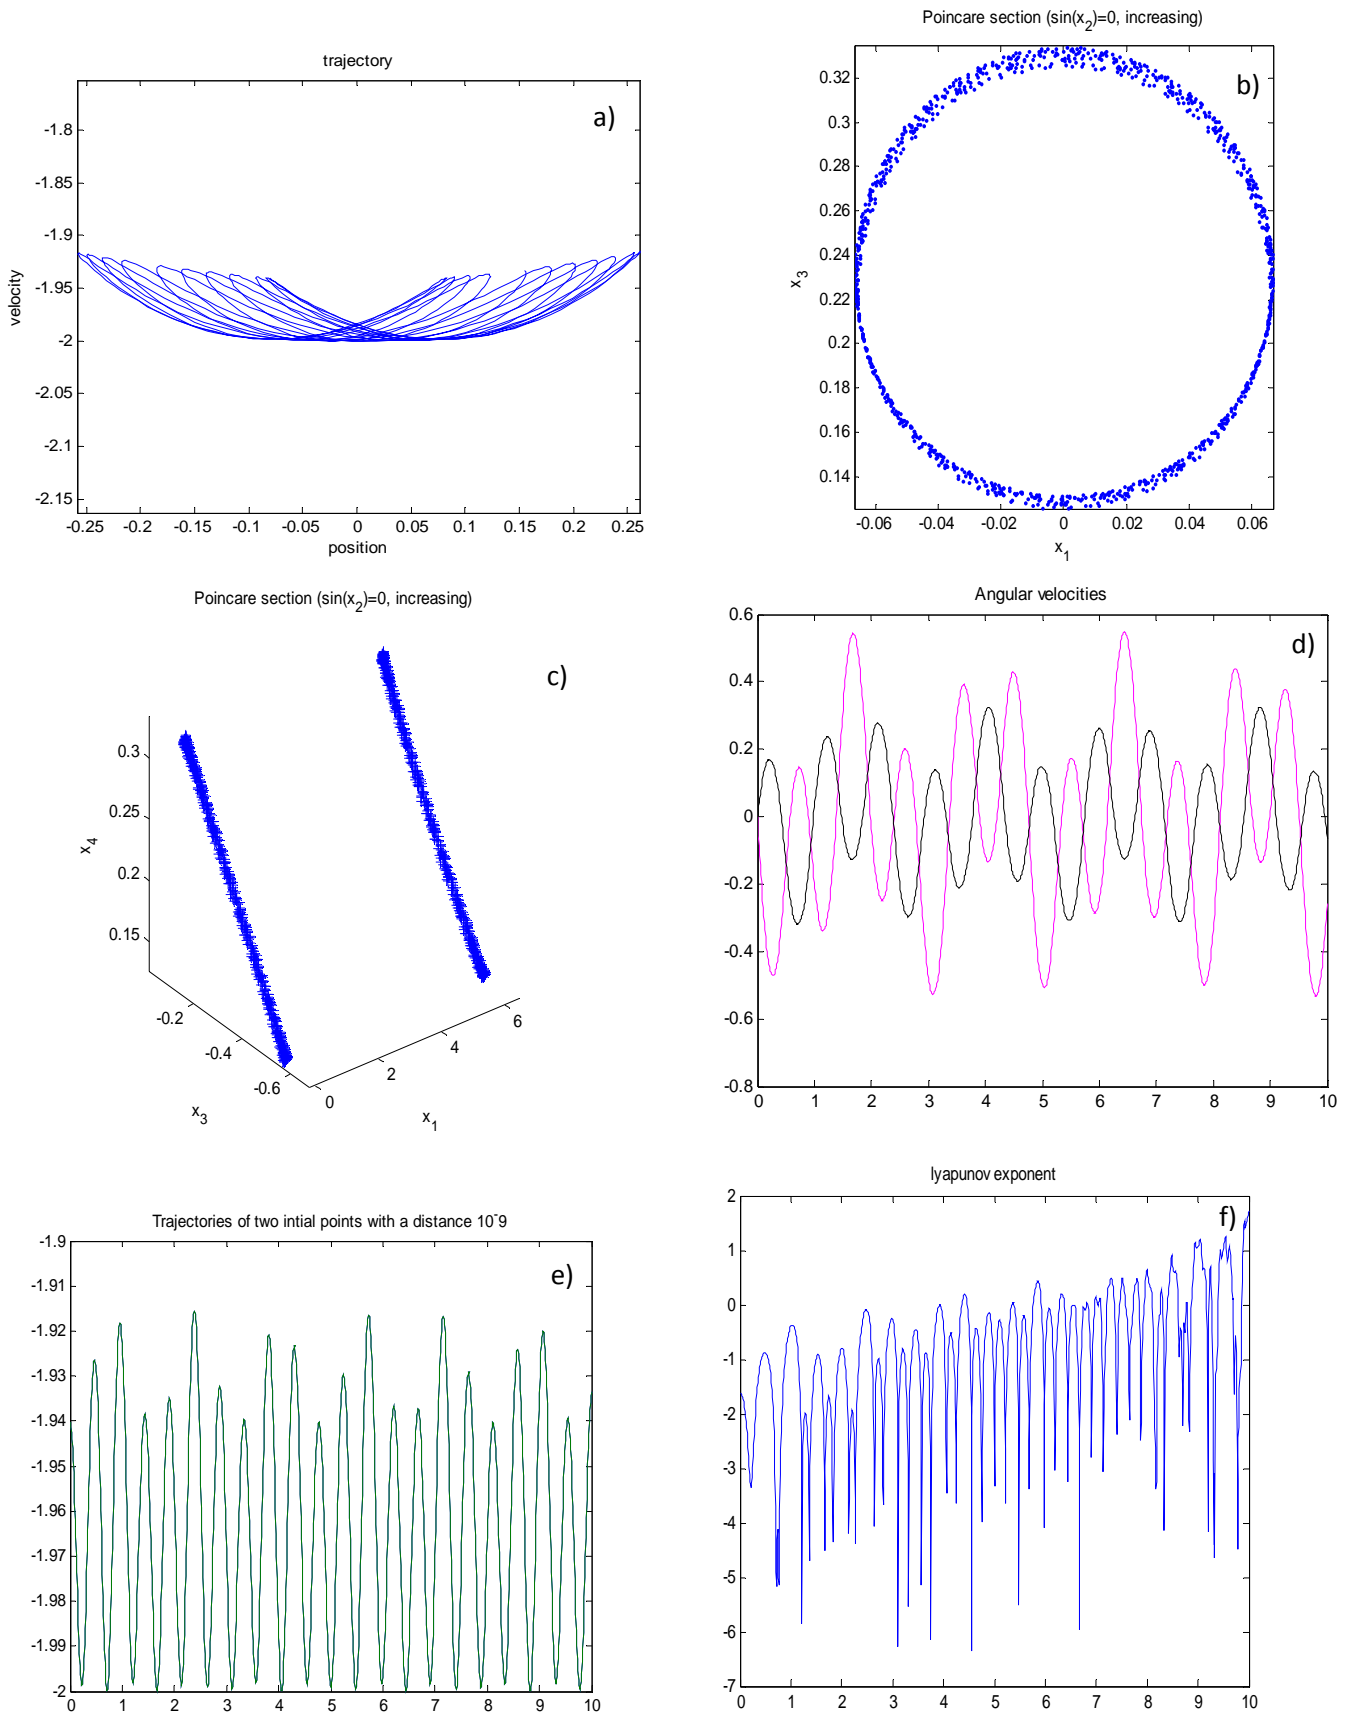 trajectory
a)
-1.8
-1.85
-1.9
-1.95
-2
-2.05
-2.1
-2.15
velocity
-0.25 -0.2 -0.15 -0.1 -0.05 0 0.05 0.1 0.15 0.2 0.25
position
Poincare section (sin(x2)=0, increasing)
b)
0.32
0.3
0.28
0.26
0.24
0.22
0.2
0.18
0.16
0.14
x3
-0.06 -0.04 -0.02 0 0.02 0.04 0.06
x1
Poincare section (sin(x2)=0, increasing)
c)
0.3
0.25
0.2
0.15
x4
-0.2
-0.4
-0.6
x3
0
2
4
6
x1
Angular velocities
d)
0.6
0.4
0.2
0
-0.2
-0.4
-0.6
-0.8
0 1 2 3 4 5 6 7 8 9 10
Trajectories of two intial points with a distance 10-9
e)
-1.9
-1.91
-1.92
-1.93
-1.94
-1.95
-1.96
-1.97
-1.98
-1.99
-2
0 1 2 3 4 5 6 7 8 9 10
lyapunov exponent
f)
2
1
0
-1
-2
-3
-4
-5
-6
-7
0 1 2 3 4 5 6 7 8 9 10